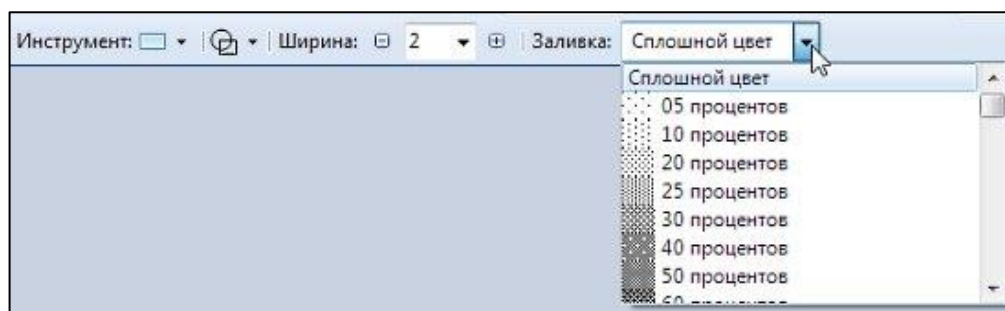 Инструмент: Ширина: 2 Заливка: Сплошной цвет
Сплошной цвет
05 процентов
10 процентов
20 процентов
25 процентов
30 процентов
40 процентов
50 процентов